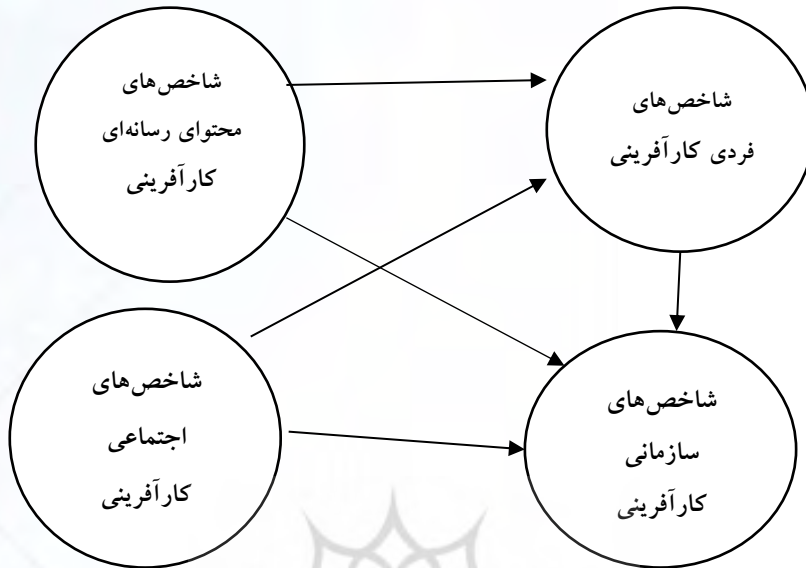 شاخص‌های
فردی کارآفرینی
شاخص‌های
محتوای رسانه‌ای
کارآفرینی
شاخص‌های
سازمانی
کارآفرینی
شاخص‌های
اجتماعی
کارآفرینی